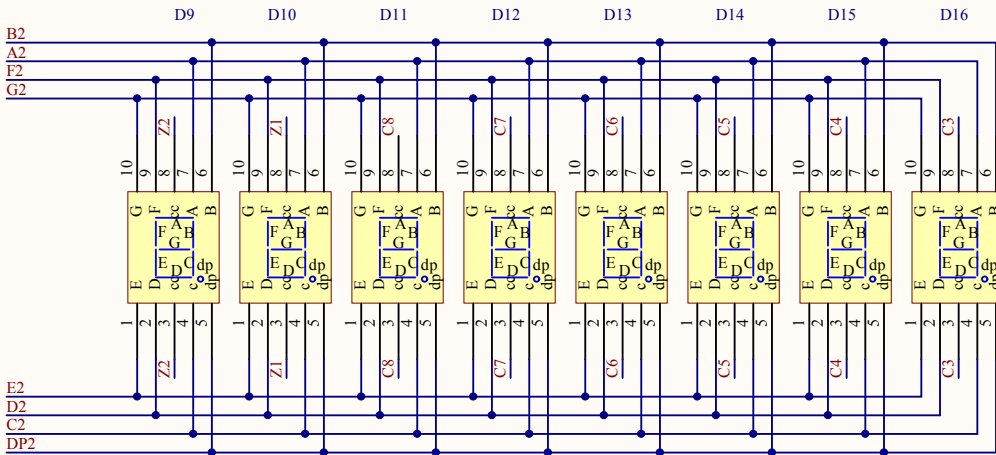 D9 D10 D11 D12 D13 D14 D15 D16
B2
A2
F2
G2
Z2 Z1 C8 C7 C6 C5 C4 C3
10 9 8 7 6 10 9 8 7 6 10 9 8 7 6 10 9 8 7 6 10 9 8 7 6 10 9 8 7 6 10 9 8 7 6 10 9 8 7 6
G F cc A B G F cc A B G F cc A B G F cc A B G F cc A B G F cc A B G F cc A B G F cc A B
A A A A A A A A
F B F B F B F B F B F B F B F B
G G G G G G G G
E D C dp E D C dp E D C dp E D C dp E D C dp E D C dp E D C dp E D C dp
E D cc c dp E D cc c dp E D cc c dp E D cc c dp E D cc c dp E D cc c dp E D cc c dp E D cc c dp
1 2 3 4 5 1 2 3 4 5 1 2 3 4 5 1 2 3 4 5 1 2 3 4 5 1 2 3 4 5 1 2 3 4 5 1 2 3 4 5
Z2 Z1 C8 C7 C6 C5 C4 C3
E2
D2
C2
DP2